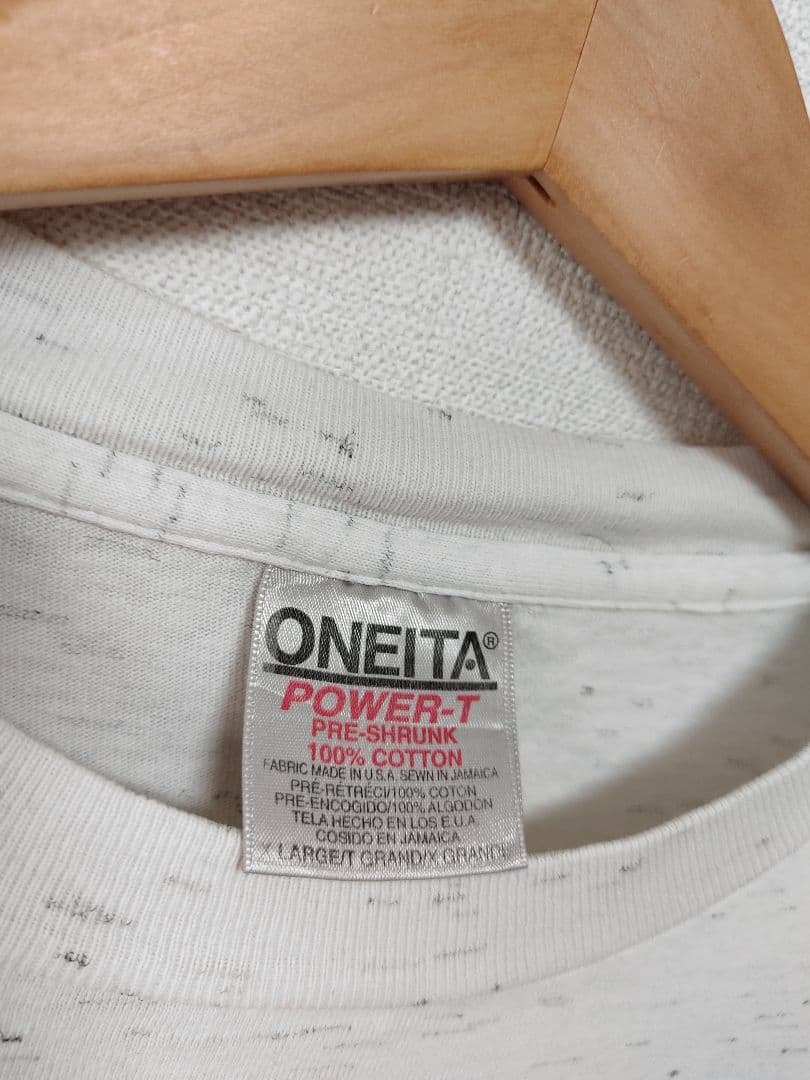 ONEITA®
POWER-T
PRE-SHRUNK
100% COTTON
FABRIC MADE IN U.S.A. SEWN IN JAMAICA
PRÉ-RÉTRÉCI/100% COTON
PRE-ENCOGIDO/100% ALGODON
TELA HECHO EN LOS E.U.A.
COSIDO EN JAMAICA
X LARGE/T GRAND/X GRANDE